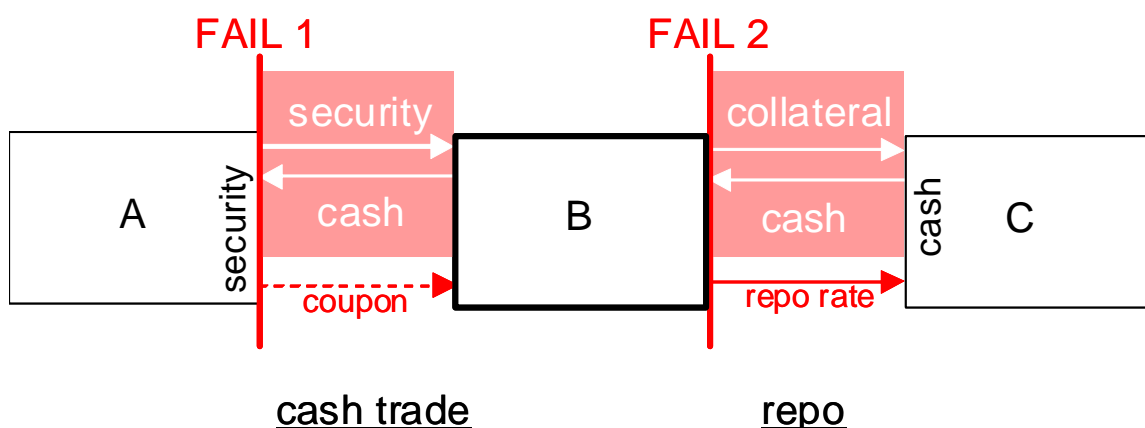 FAIL 1
FAIL 2
security
collateral
A
security
B
cash
C
cash
cash
coupon
repo rate
cash trade
repo